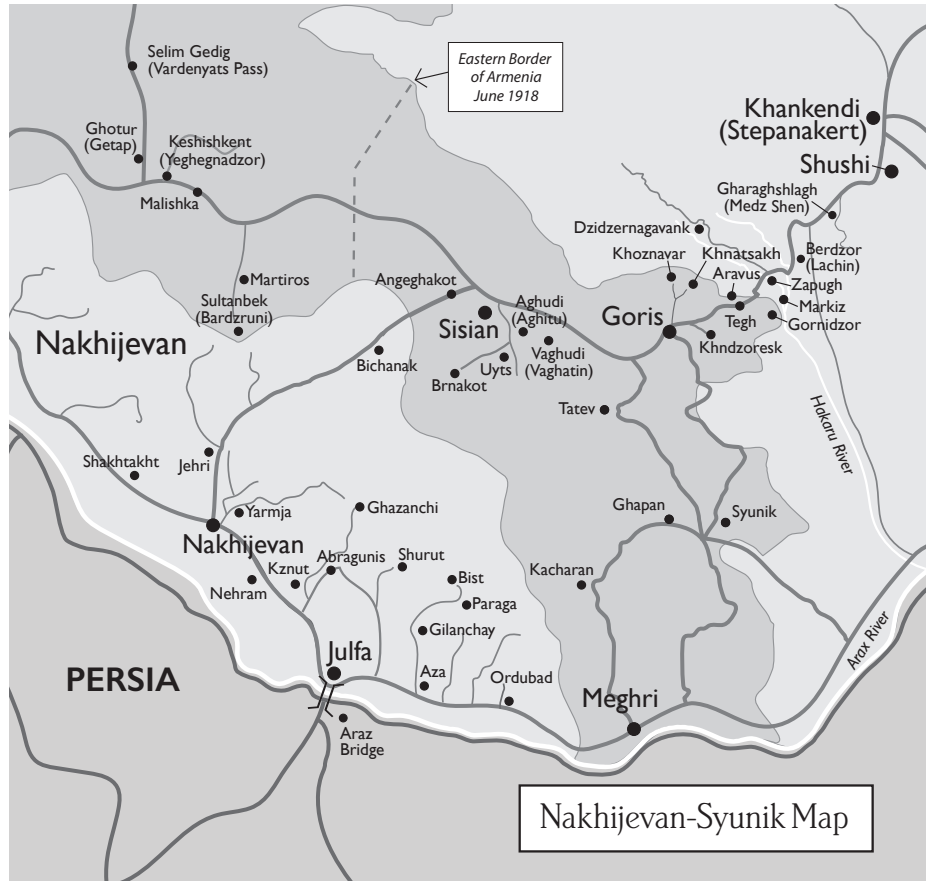 Selim Gedig
(Vardenyats Pass)
Eastern Border
of Armenia
June 1918
Khankendi
(Stepanakert)
Ghotur
(Getap)
Keshishkent
(Yeghegnadzor)
Shushi
Malishka
Gharaghshlagh
(Medz Shen)
Dzidzernagavank
Khoznavar
Khnatsakh
Berdzor
(Lachin)
Aravus
Zapugh
Martiros
Angeghakot
Markiz
Sultanbek
(Bardzruni)
Aghudi
(Aghitu)
Sisian
Goris
Tegh
Gornidzor
Nakhijevan
Khndzoresk
Bichanak
Uyts
Vaghudi
(Vaghatin)
Brnakot
Tatev
Hakaru River
Shakhtakht
Jehri
Yarmja
Ghazanchi
Ghapan
Syunik
Nakhijevan
Kznut
Abragunis
Shurut
Nehram
Bist
Kacharan
Paraga
Gilanchay
Arax River
Julfa
PERSIA
Aza
Ordubad
Meghri
Araz
Bridge
Nakhijevan-Syunik Map